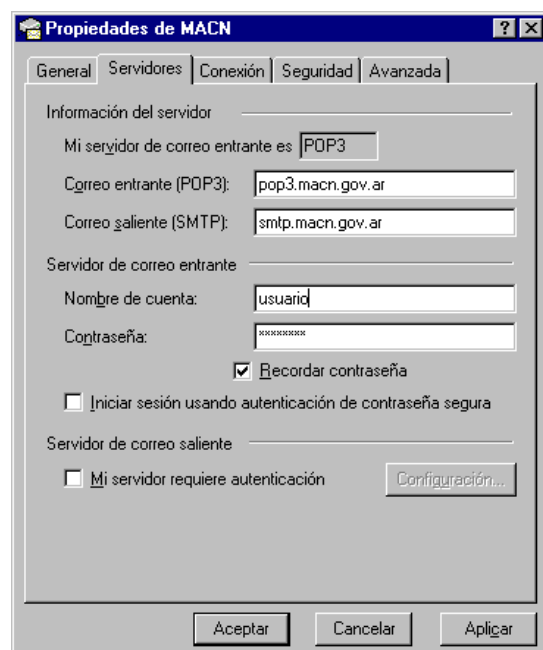 Propiedades de MACN
General Servidores Conexión Seguridad Avanzada
Información del servidor
Mi servidor de correo entrante es POP3
Correo entrante (POP3): pop3.macn.gov.ar
Correo saliente (SMTP): smtp.macn.gov.ar
Servidor de correo entrante
Nombre de cuenta: usuario
Contraseña: ********
Recordar contraseña
Iniciar sesión usando autenticación de contraseña segura
Servidor de correo saliente
Mi servidor requiere autenticación Configuración...
Aceptar Cancelar Aplicar